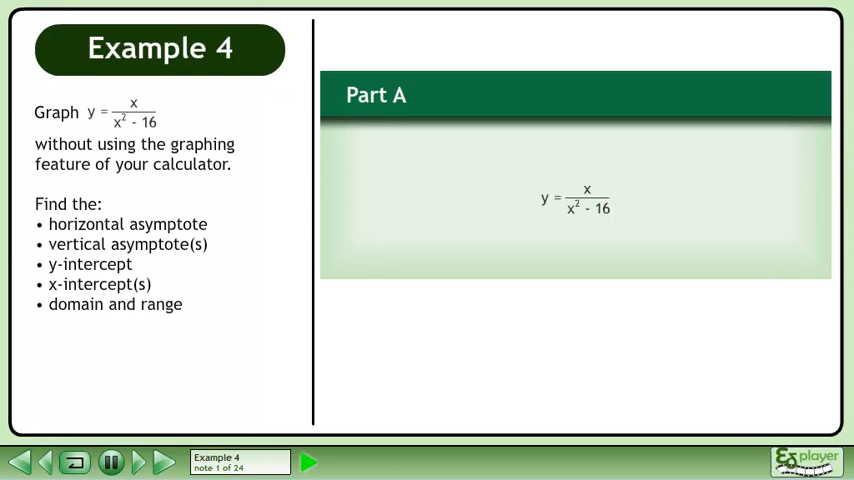 Example 4
Graph y = x / (x² - 16)
without using the graphing
feature of your calculator.
Find the:
• horizontal asymptote
• vertical asymptote(s)
• y-intercept
• x-intercept(s)
• domain and range
Part A
y = x / (x² - 16)
Example 4
note 1 of 24
player